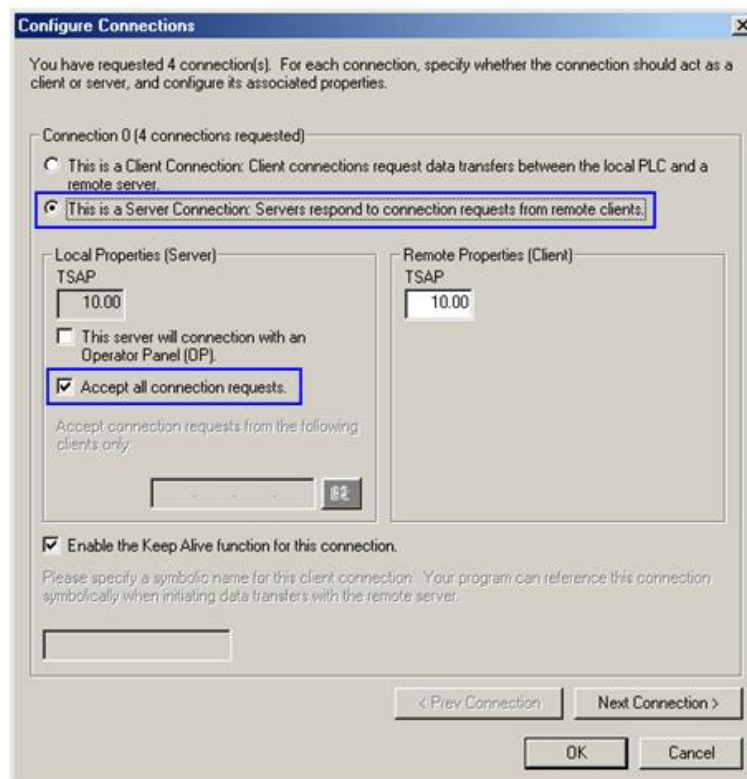 Configure Connections
You have requested 4 connection(s). For each connection, specify whether the connection should act as a
client or server, and configure its associated properties.
Connection 0 (4 connections requested)
This is a Client Connection: Client connections request data transfers between the local PLC and a
remote server.
This is a Server Connection: Servers respond to connection requests from remote clients.
Local Properties (Server)
TSAP
10.00
This server will connection with an
Operator Panel (OP).
Accept all connection requests.
Accept connection requests from the following
clients only:
Remote Properties (Client)
TSAP
10.00
Enable the Keep Alive function for this connection.
Please specify a symbolic name for this client connection. Your program can reference this connection
symbolically when initiating data transfers with the remote server.
< Prev Connection
Next Connection >
OK
Cancel